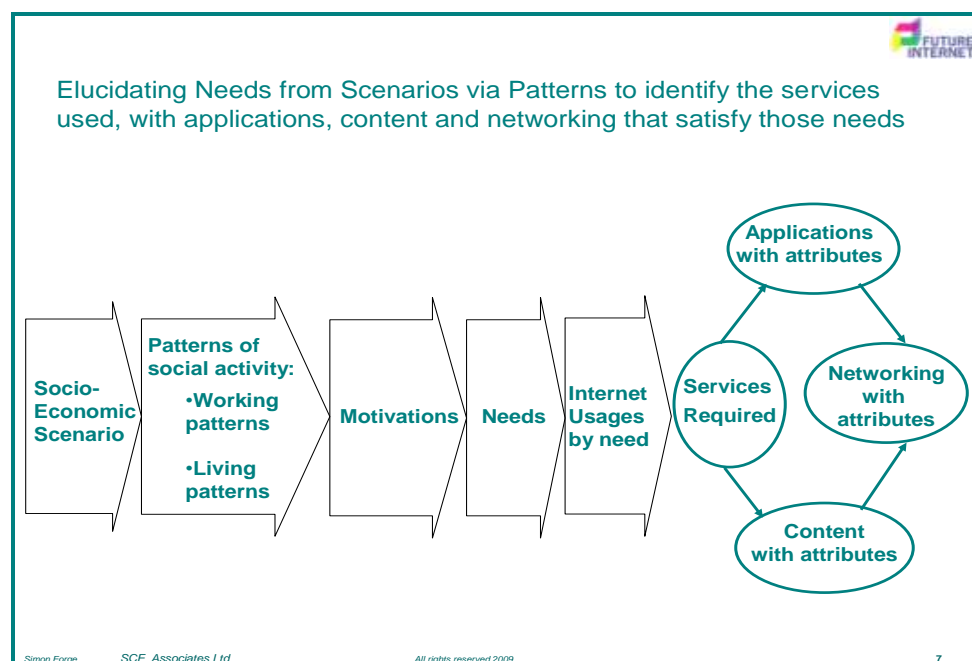 FUTURE
INTERNET
Elucidating Needs from Scenarios via Patterns to identify the services
used, with applications, content and networking that satisfy those needs
Socio-
Economic
Scenario
Patterns of
social activity:
•Working
patterns
•Living
patterns
Motivations
Needs
Internet
Usages
by need
Services
Required
Applications
with attributes
Networking
with
attributes
Content
with attributes
Simon Forge SCF Associates Ltd All rights reserved 2009 7